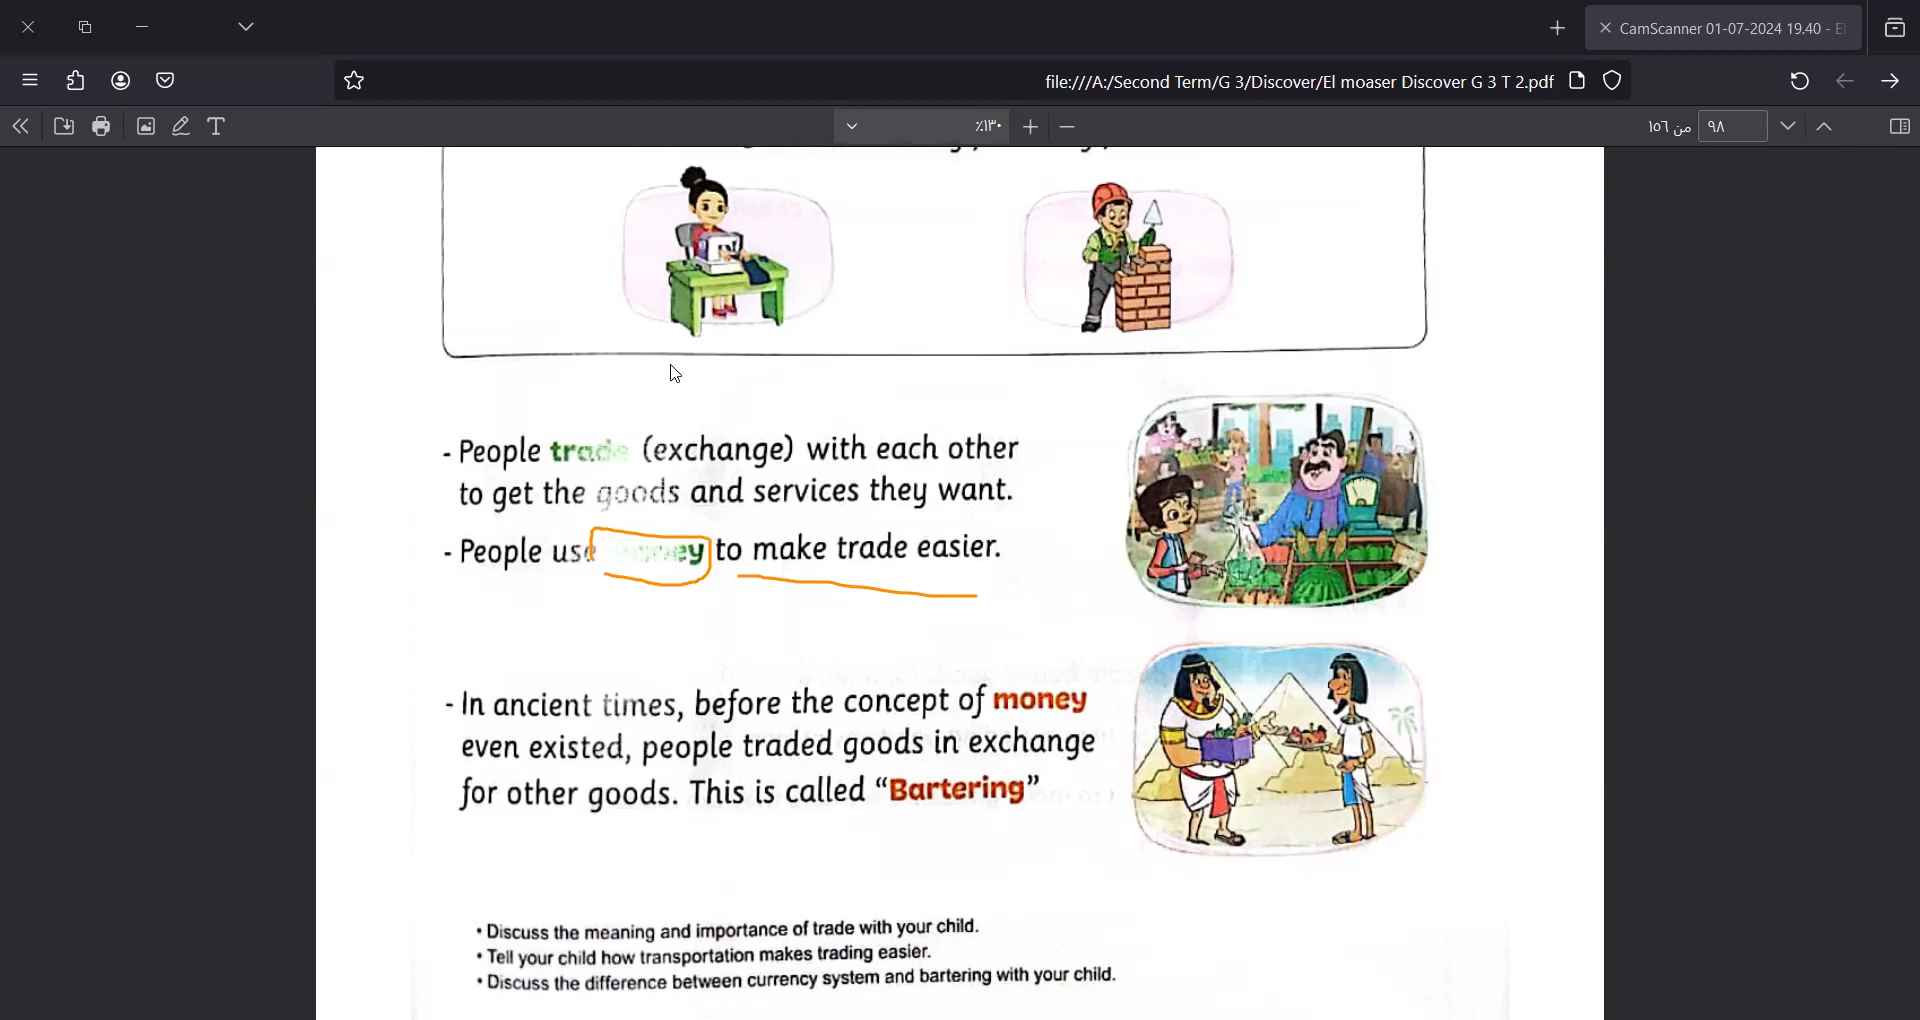 CamScanner 01-07-2024 19.40 - El
file:///A:/Second Term/G 3/Discover/El moaser Discover G 3 T 2.pdf
٪١٣٠
من ١٥٦
٩٨
- People trade (exchange) with each other
to get the goods and services they want.
- People use money to make trade easier.
- In ancient times, before the concept of money
even existed, people traded goods in exchange
for other goods. This is called “Bartering”
• Discuss the meaning and importance of trade with your child.
• Tell your child how transportation makes trading easier.
• Discuss the difference between currency system and bartering with your child.